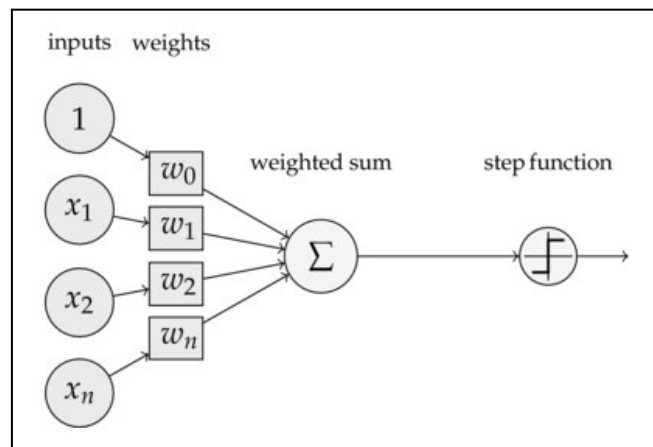 inputs weights
1
w₀
weighted sum
step function
x₁
w₁
Σ
x₂
w₂
wₙ
xₙ